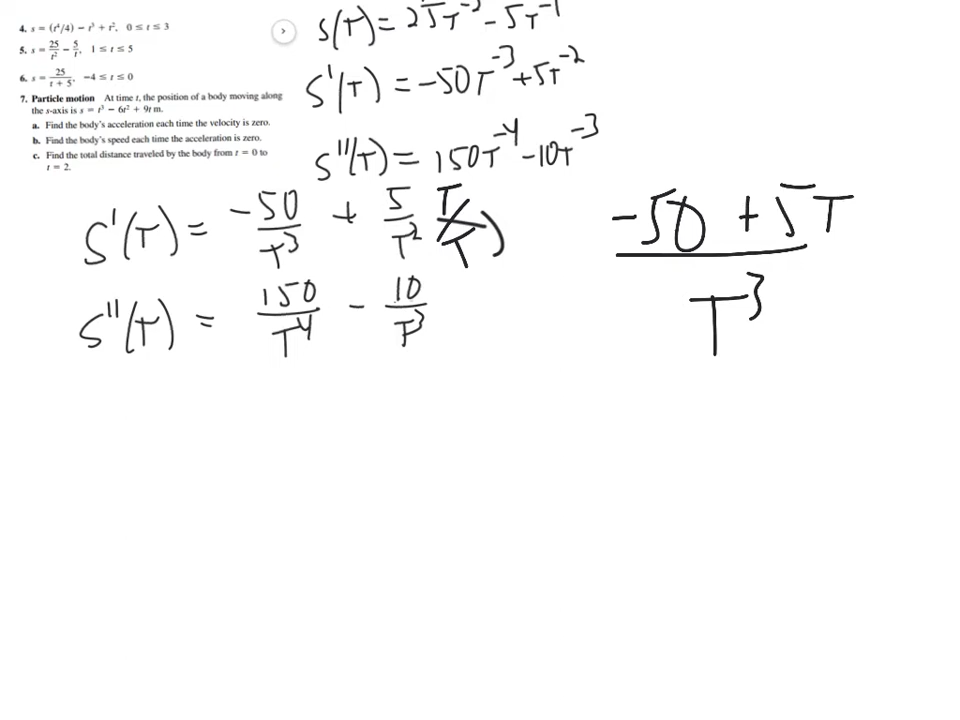 4. s = (t⁴/4) − t³ + t², 0 ≤ t ≤ 3
5. s = 25/t² − 5/t, 1 ≤ t ≤ 5
6. s = 25/(t + 5), −4 ≤ t ≤ 0
7. Particle motion At time t, the position of a body moving along
the s-axis is s = t³ − 6t² + 9t m.
a. Find the body's acceleration each time the velocity is zero.
b. Find the body's speed each time the acceleration is zero.
c. Find the total distance traveled by the body from t = 0 to
t = 2.
S(T) = 25T⁻² - 5T⁻¹
S'(T) = -50T⁻³ + 5T⁻²
S''(T) = 150T⁻⁴ - 10T⁻³
S'(T) = -50/T³ + 5/T² T/T)
-50 + 5T / T³
S''(T) = 150/T⁴ - 10/T³